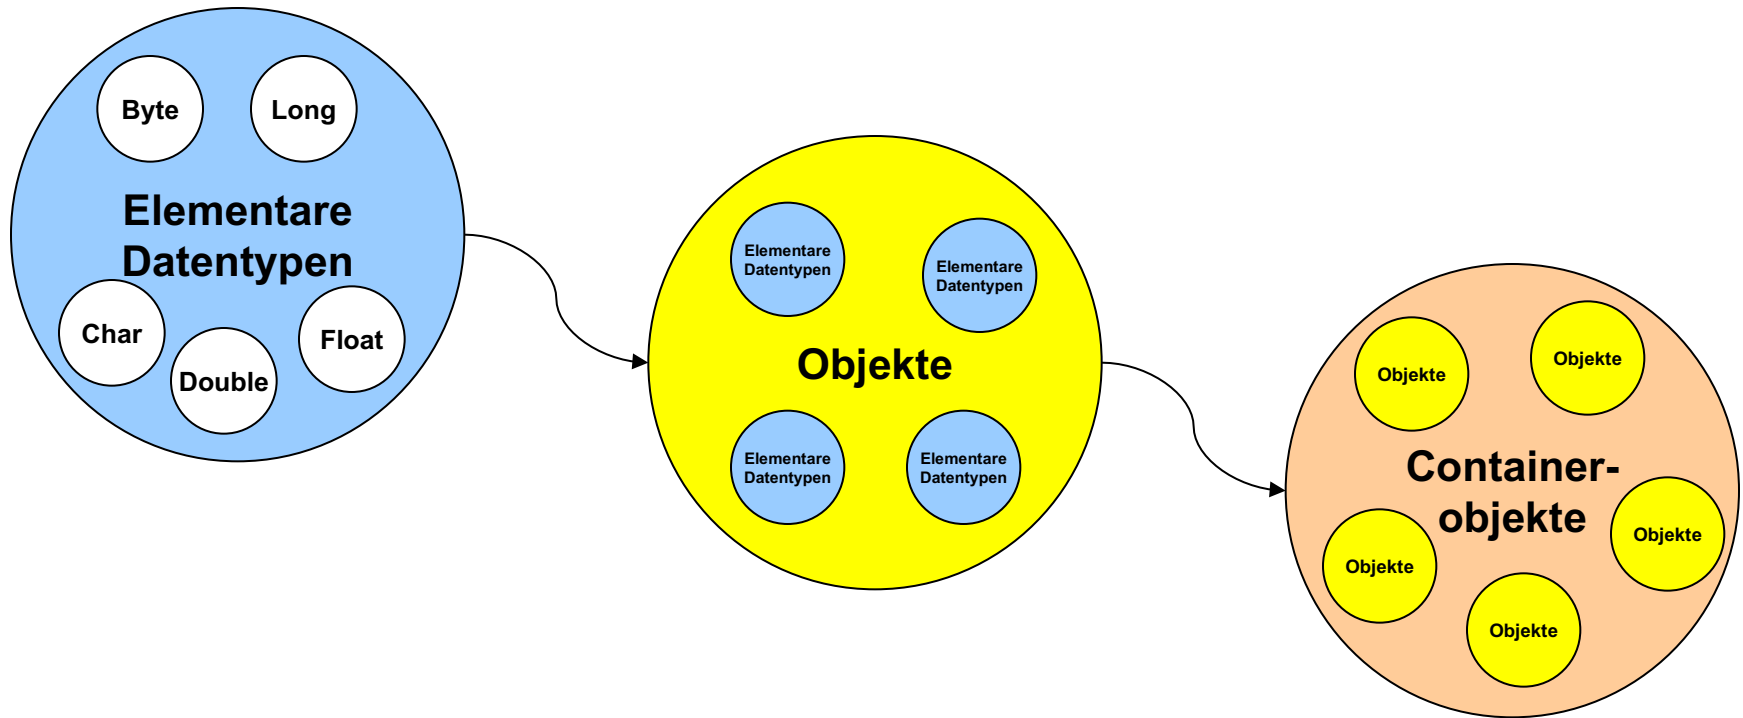 Byte
Long
Elementare
Datentypen
Char
Double
Float
Elementare
Datentypen
Elementare
Datentypen
Objekte
Elementare
Datentypen
Elementare
Datentypen
Objekte
Objekte
Container-
objekte
Objekte
Objekte
Objekte